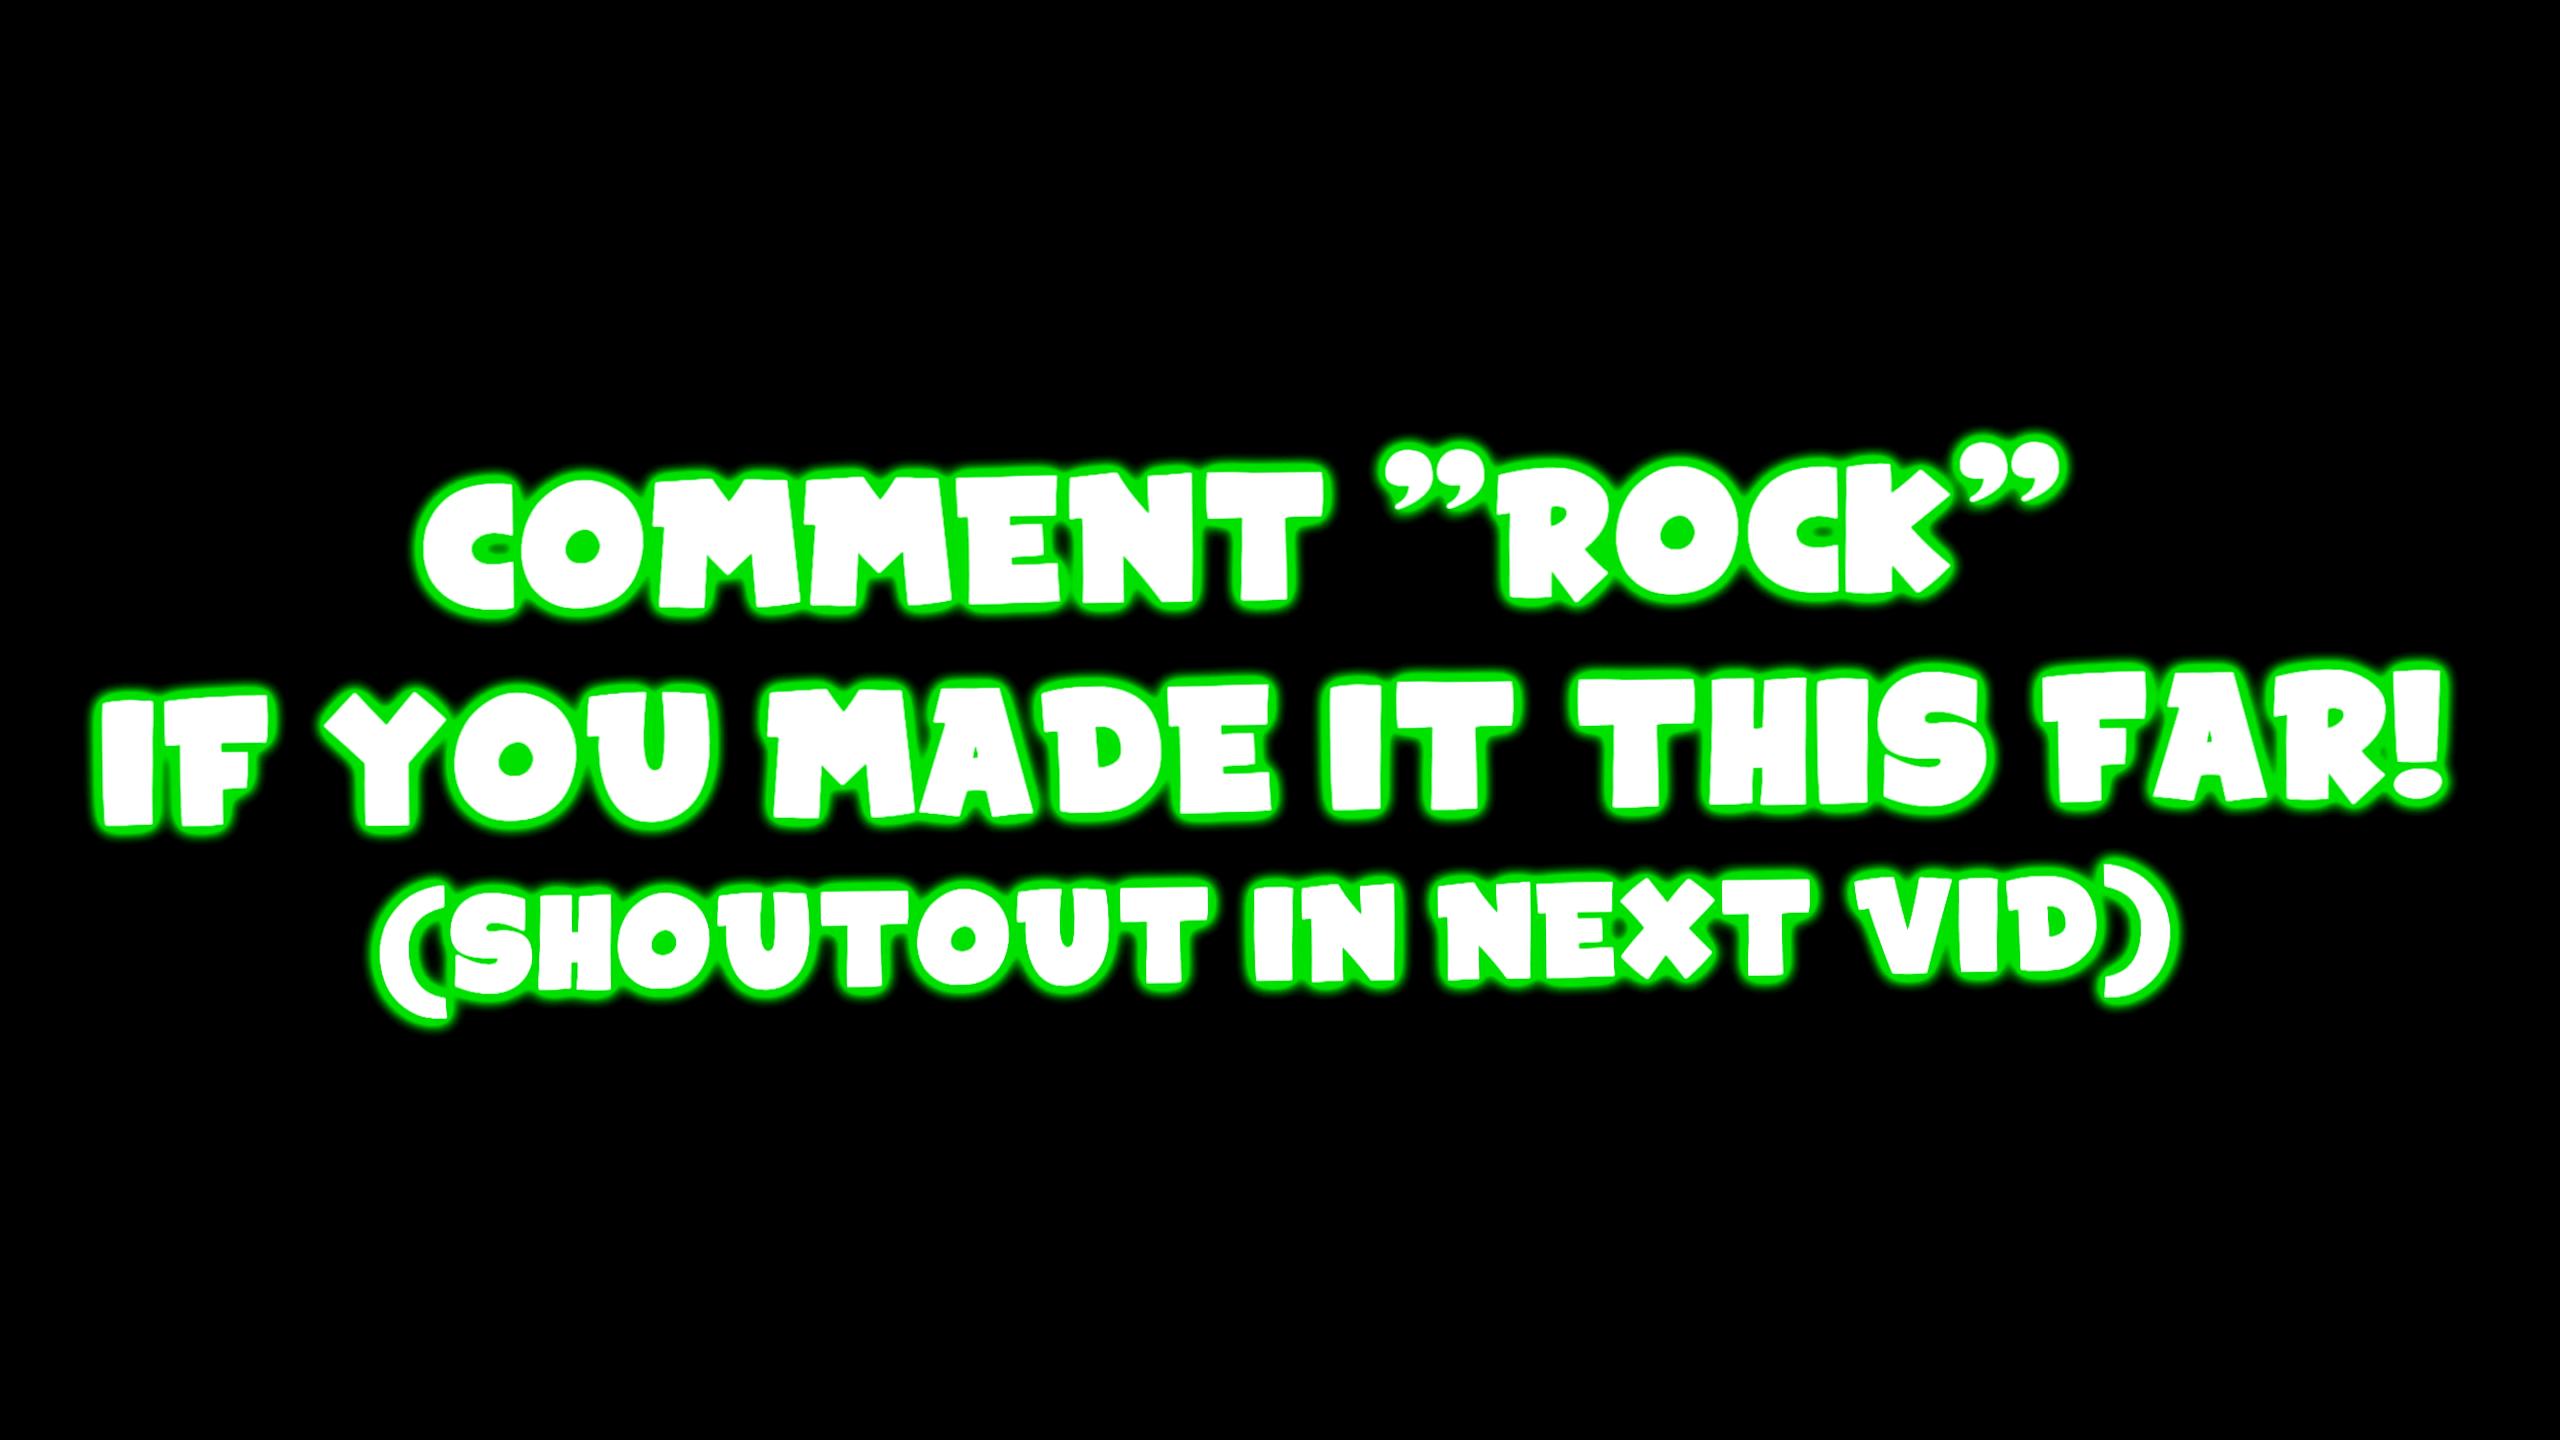 COMMENT ”ROCK”
IF YOU MADE IT THIS FAR!
(SHOUTOUT IN NEXT VID)